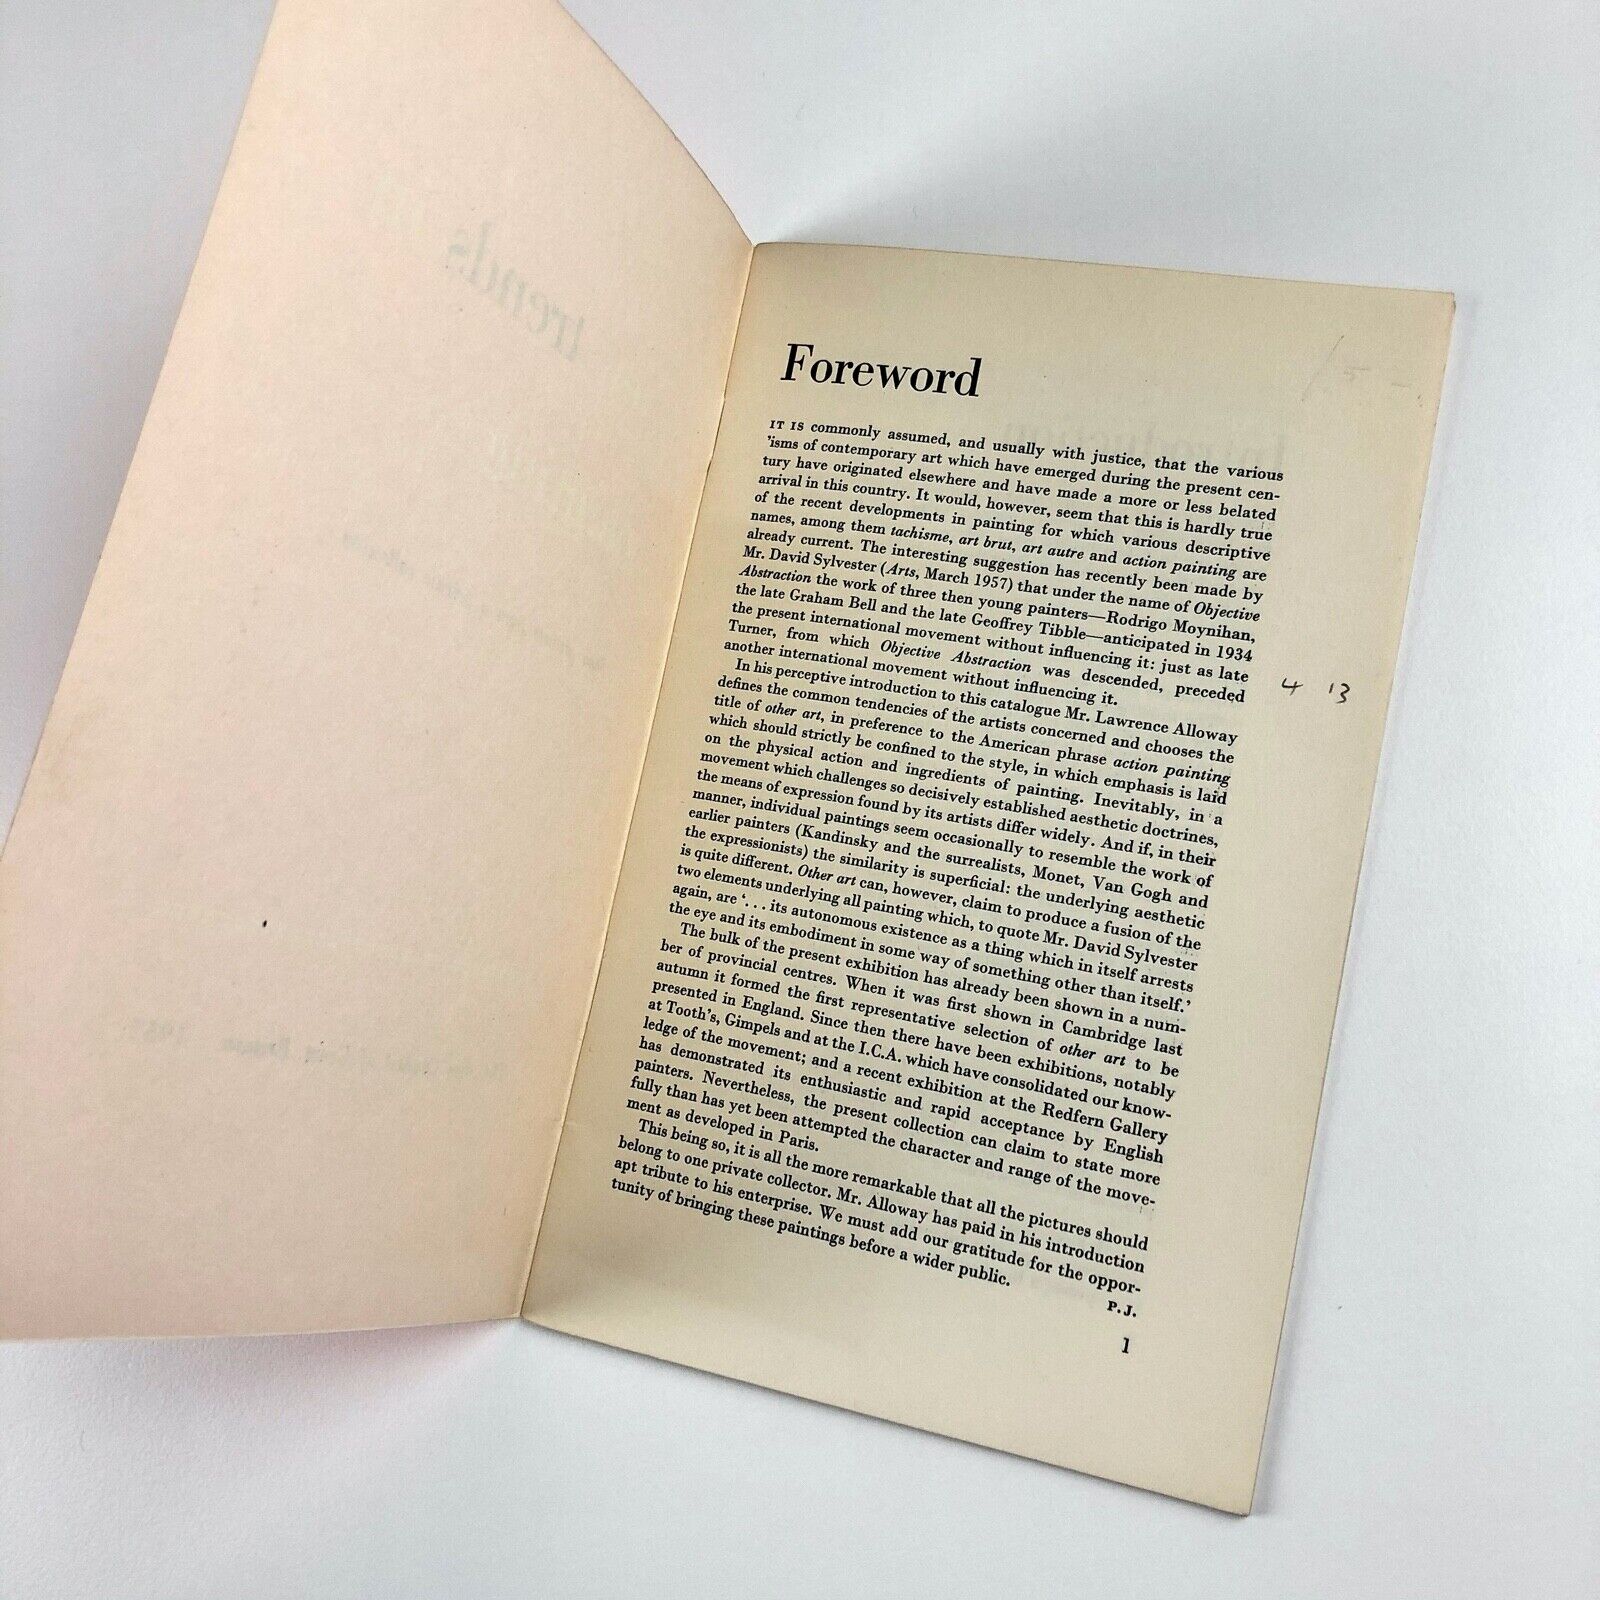 trends
Foreword
IT IS commonly assumed, and usually with justice, that the various
'isms of contemporary art which have emerged during the present cen-
tury have originated elsewhere and have made a more or less belated
arrival in this country. It would, however, seem that this is hardly true
of the recent developments in painting for which various descriptive
names, among them tachisme, art brut, art autre and action painting are
already current. The interesting suggestion has recently been made by
Mr. David Sylvester (Arts, March 1957) that under the name of Objective
Abstraction the work of three then young painters—Rodrigo Moynihan,
the late Graham Bell and the late Geoffrey Tibble—anticipated in 1934
the present international movement without influencing it: just as late
Turner, from which Objective Abstraction was descended, preceded
another international movement without influencing it.
4 13
In his perceptive introduction to this catalogue Mr. Lawrence Alloway
defines the common tendencies of the artists concerned and chooses the
title of other art, in preference to the American phrase action painting
which should strictly be confined to the style, in which emphasis is laid
on the physical action and ingredients of painting. Inevitably, in a
movement which challenges so decisively established aesthetic doctrines,
the means of expression found by its artists differ widely. And if, in their
manner, individual paintings seem occasionally to resemble the work of
earlier painters (Kandinsky and the surrealists, Monet, Van Gogh and
the expressionists) the similarity is superficial: the underlying aesthetic
is quite different. Other art can, however, claim to produce a fusion of the
two elements underlying all painting which, to quote Mr. David Sylvester
again, are '. . . its autonomous existence as a thing which in itself arrests
the eye and its embodiment in some way of something other than itself.'
The bulk of the present exhibition has already been shown in a num-
ber of provincial centres. When it was first shown in Cambridge last
autumn it formed the first representative selection of other art to be
presented in England. Since then there have been exhibitions, notably
at Tooth's, Gimpels and at the I.C.A. which have consolidated our know-
ledge of the movement; and a recent exhibition at the Redfern Gallery
has demonstrated its enthusiastic and rapid acceptance by English
painters. Nevertheless, the present collection can claim to state more
fully than has yet been attempted the character and range of the move-
ment as developed in Paris.
This being so, it is all the more remarkable that all the pictures should
belong to one private collector. Mr. Alloway has paid in his introduction
apt tribute to his enterprise. We must add our gratitude for the oppor-
tunity of bringing these paintings before a wider public.
P.J.
1